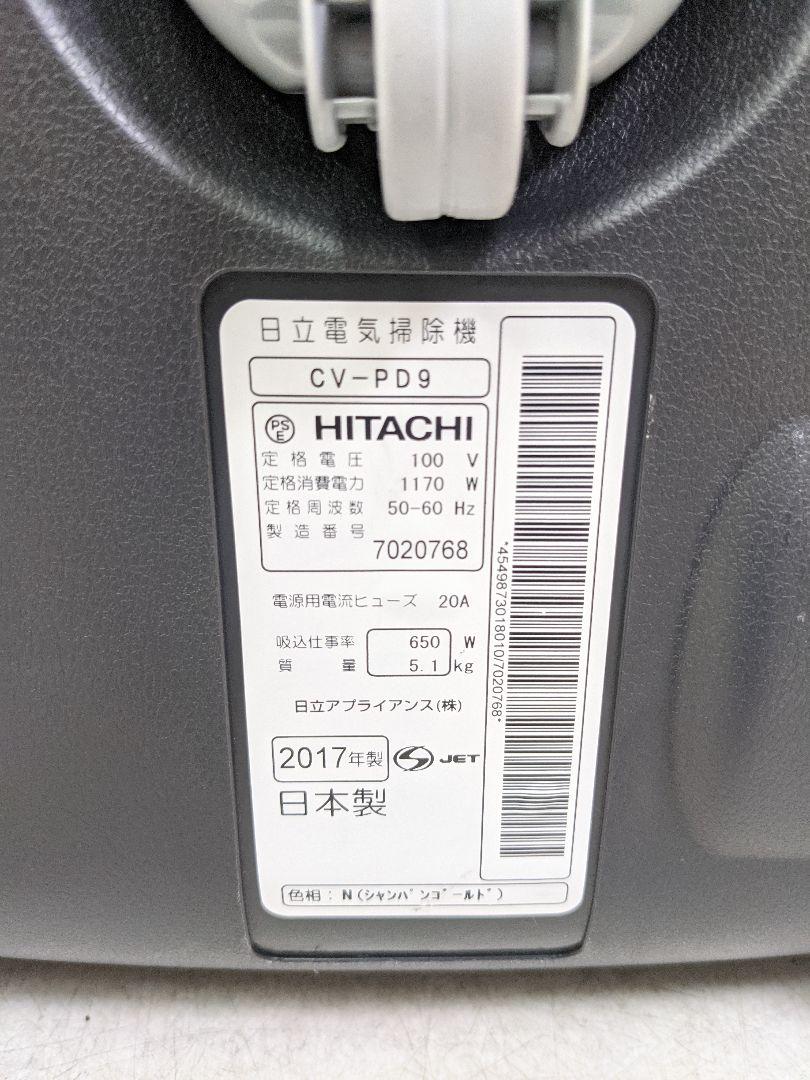 日立電気掃除機
CV-PD9
PSE HITACHI
定格電圧 100 V
定格消費電力 1170 W
定格周波数 50-60 Hz
製造番号
7020768
電源用電流ヒューズ 20A
吸込仕事率 650 W
質量 5.1 kg
日立アプライアンス(株)
2017年製 S JET
日本製
色相:N(シャンパンゴールド)
*4549873018010/7020768*